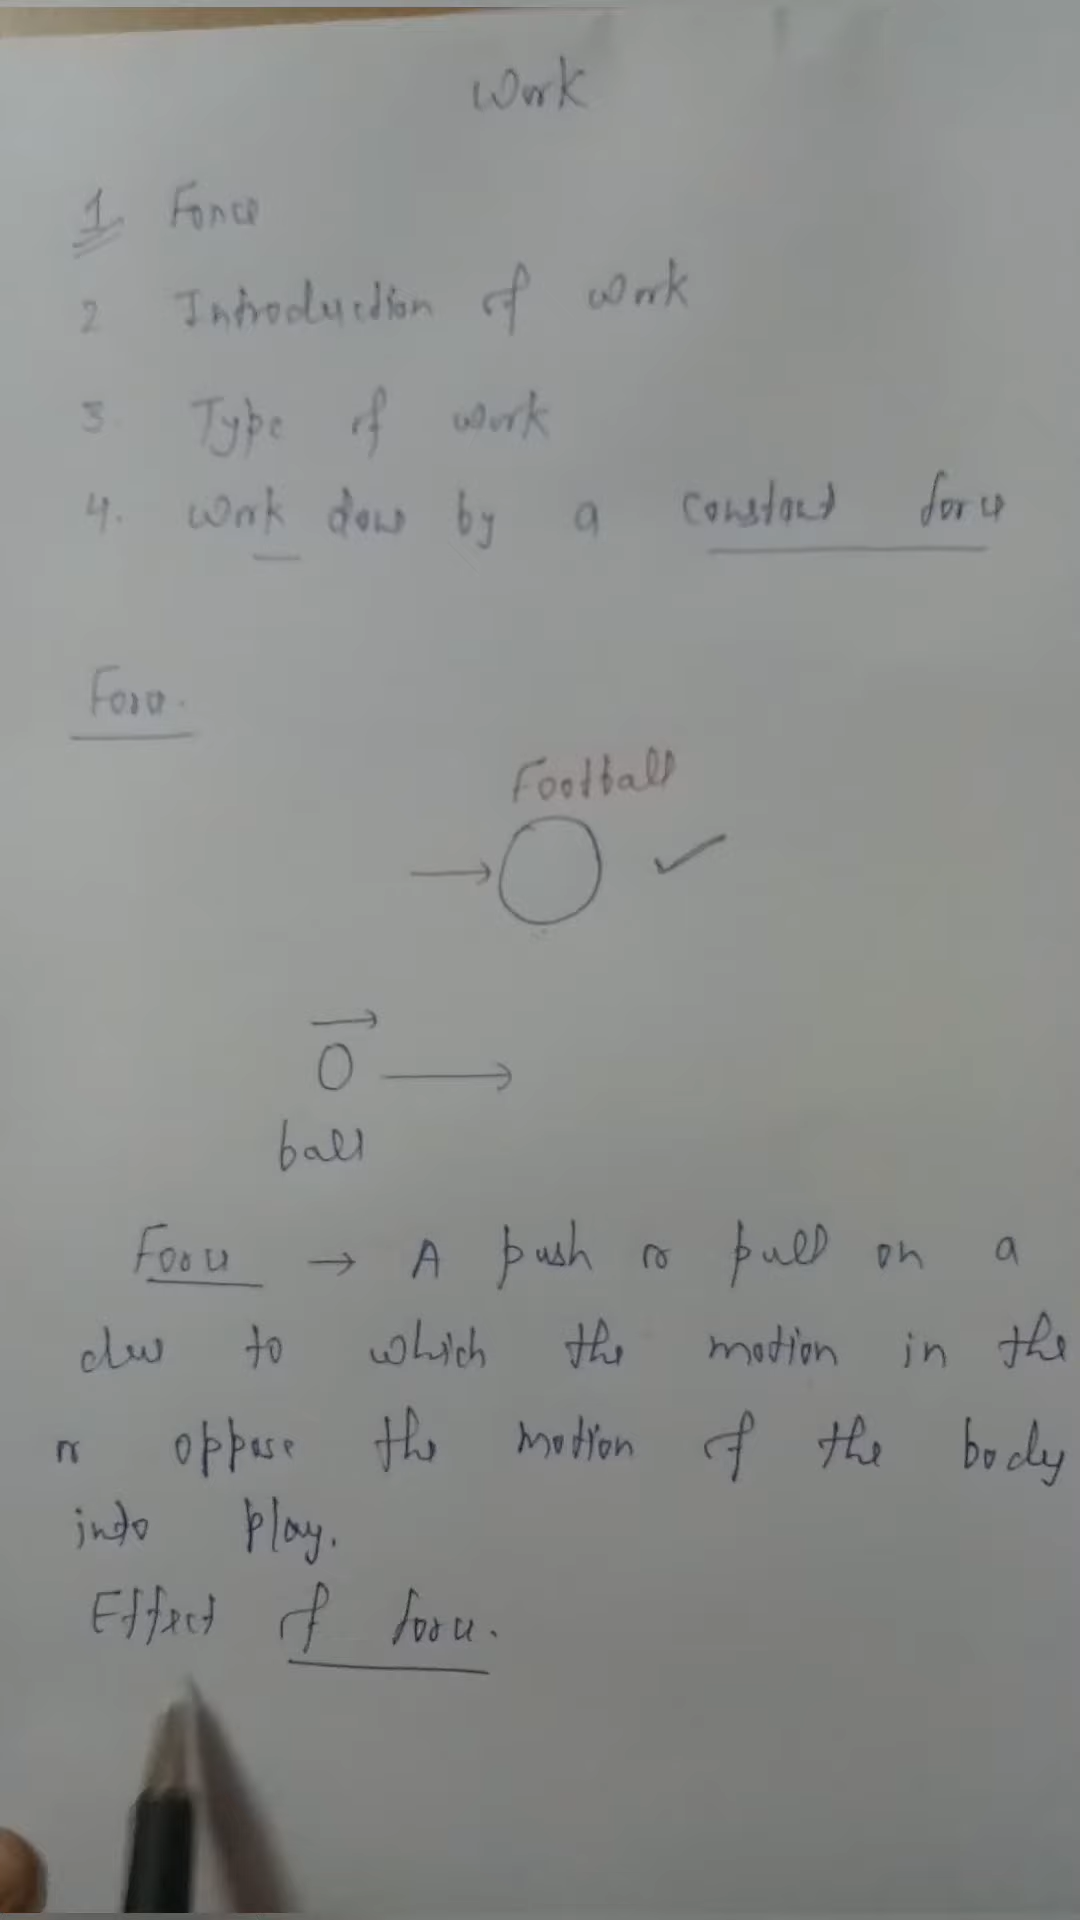 Work
1 Force
2 Introduction of work
3. Type of work
4. work done by a constant force
Force.
Football
ball
Force → A push or pull on a
due to which the motion in the
or oppose the motion of the body
into play.
Effect of force.